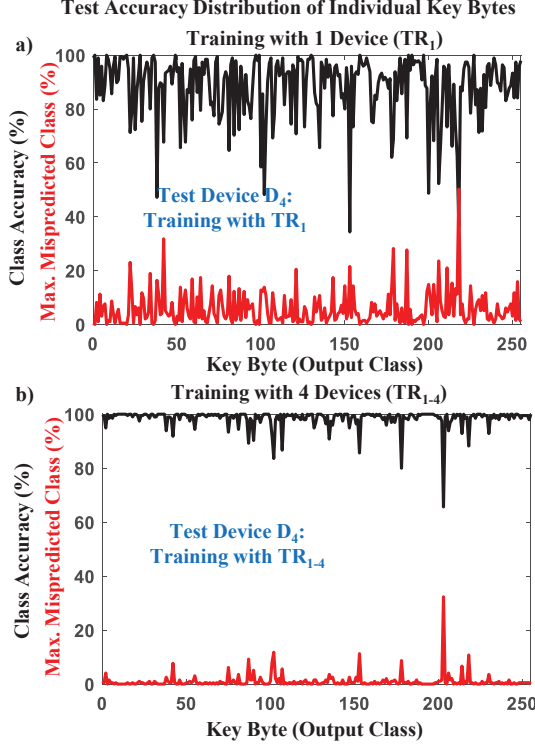 Test Accuracy Distribution of Individual Key Bytes
a)
Training with 1 Device (TR₁)
Class Accuracy (%)
Max. Mispredicted Class (%)
100
80
60
40
20
0
Test Device D₄:
Training with TR₁
0 50 100 150 200 250
Key Byte (Output Class)
b)
Training with 4 Devices (TR₁₋₄)
Class Accuracy (%)
Max. Mispredicted Class (%)
100
80
60
40
20
0
Test Device D₄:
Training with TR₁₋₄
0 50 100 150 200 250
Key Byte (Output Class)